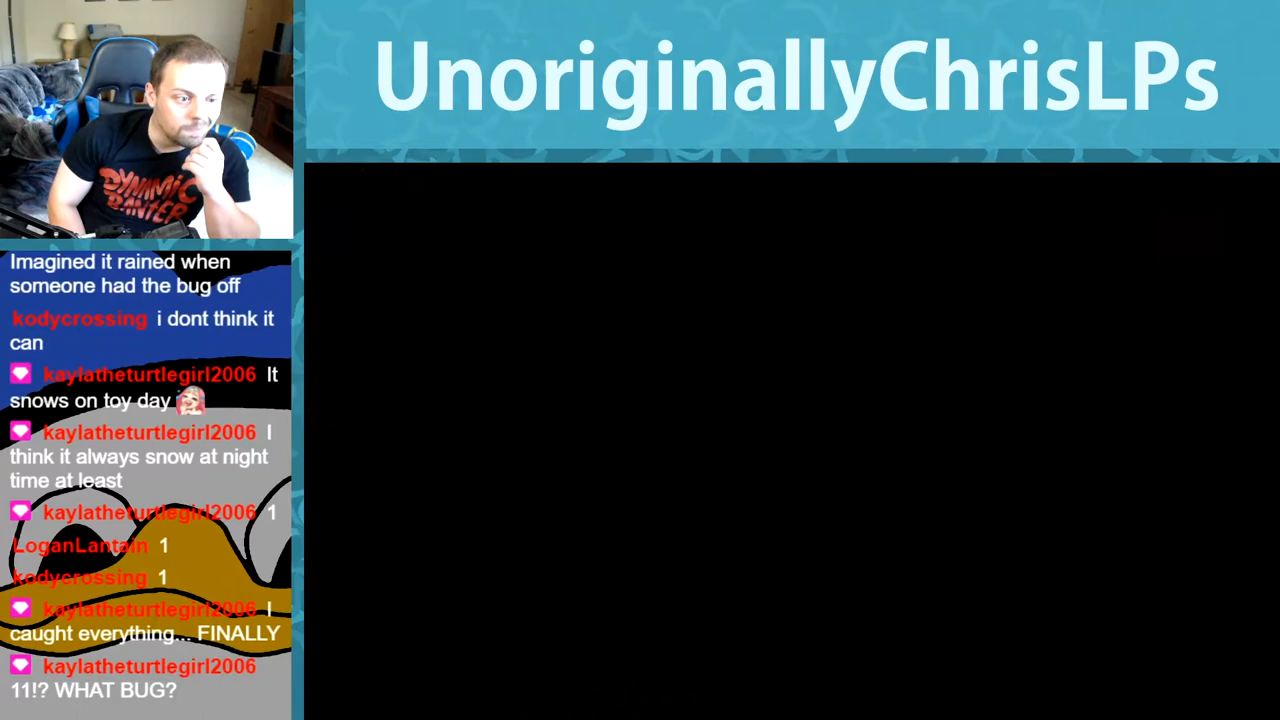 UnoriginallyChrisLPs
DYNAMIC
BANTER
Imagined it rained when
someone had the bug off
kodycrossing i dont think it
can
kaylatheturtlegirl2006 It
snows on toy day
kaylatheturtlegirl2006 I
think it always snow at night
time at least
kaylatheturtlegirl2006 1
LoganLantain 1
kodycrossing 1
kaylatheturtlegirl2006 I
caught everything... FINALLY
kaylatheturtlegirl2006
11!? WHAT BUG?